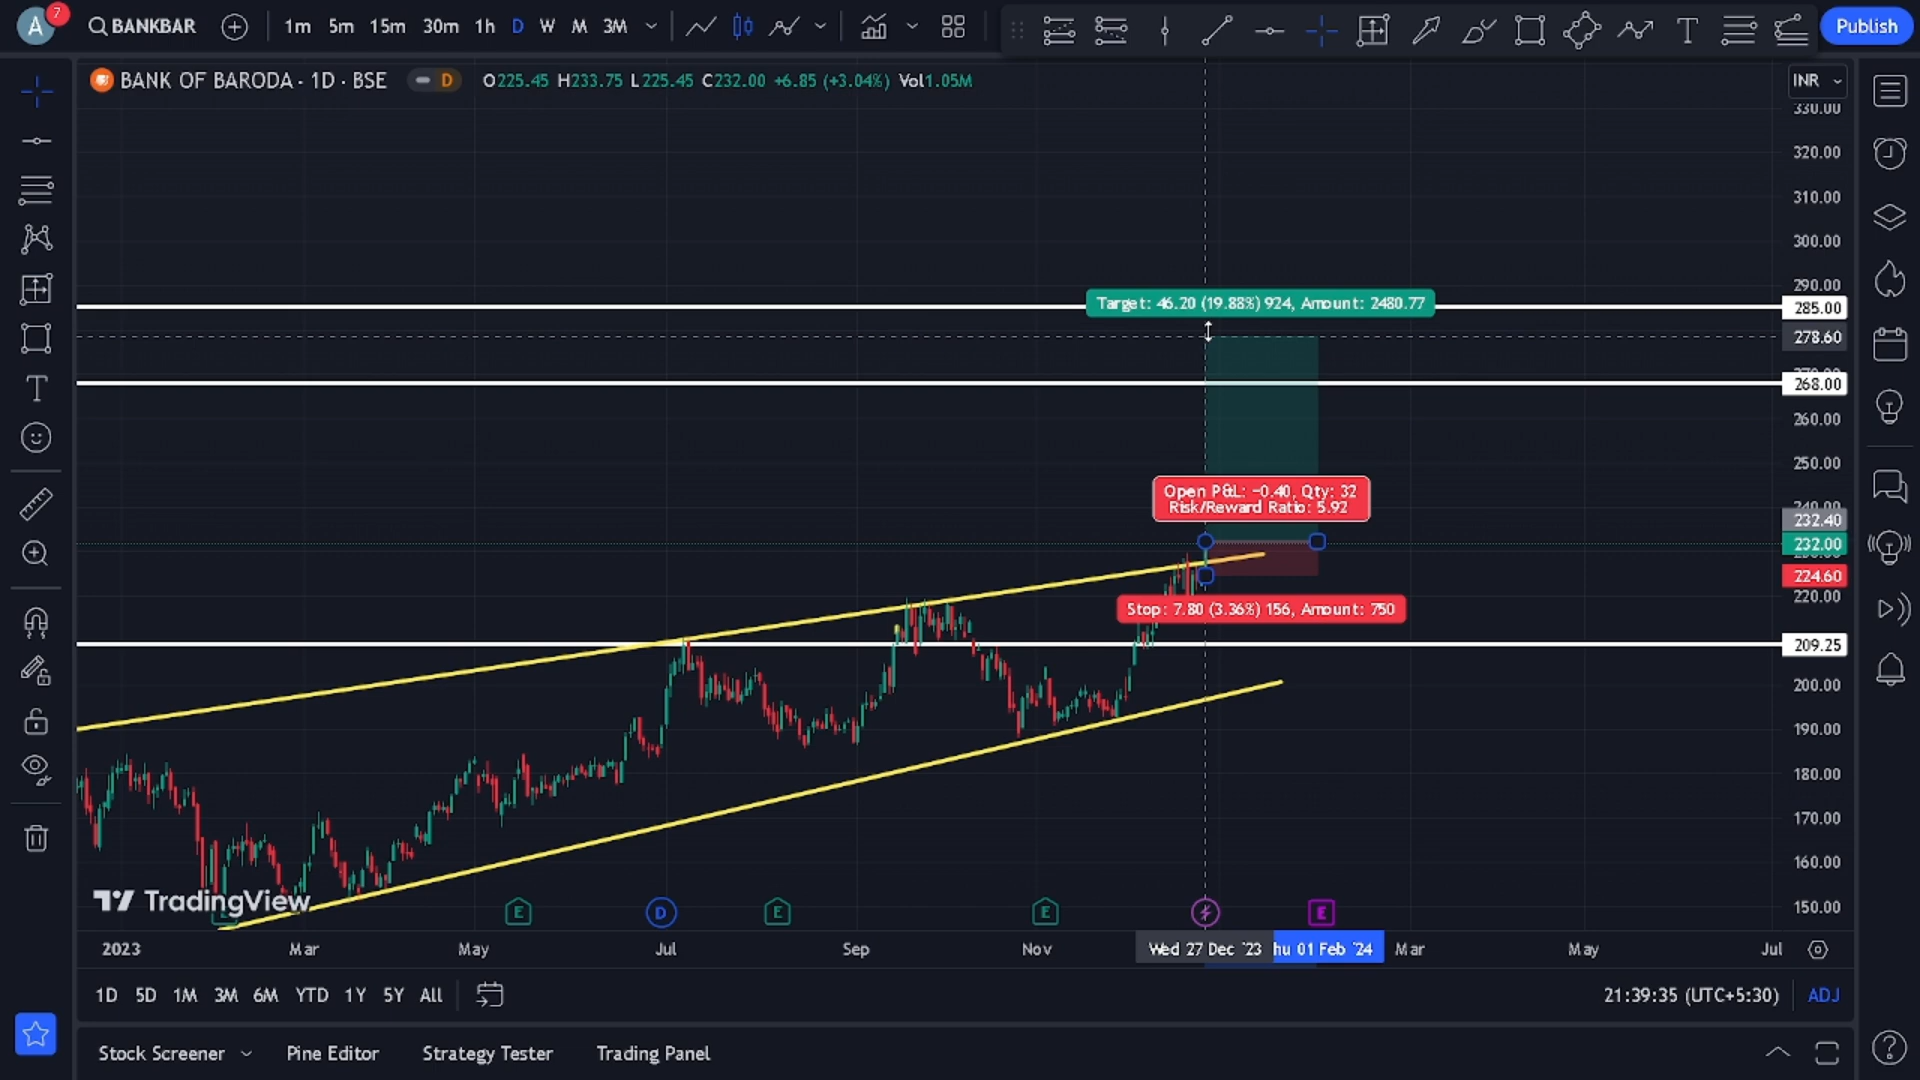 A
7
BANKBAR
1m 5m 15m 30m 1h D W M 3M
T
Publish
BANK OF BARODA · 1D · BSE
D
O225.45 H233.75 L225.45 C232.00 +6.85 (+3.04%) Vol1.05M
INR
330.00
320.00
310.00
300.00
290.00
285.00
278.60
268.00
260.00
250.00
232.40
232.00
224.60
220.00
209.25
200.00
190.00
180.00
170.00
160.00
150.00
Target: 46.20 (19.88%) 924, Amount: 2480.77
Open P&L: −0.40, Qty: 32
Risk/Reward Ratio: 5.92
Stop: 7.80 (3.36%) 156, Amount: 750
T
TradingView
E D E E E
2023 Mar May Jul Sep Nov Wed 27 Dec '23 hu 01 Feb '24 Mar May Jul
1D 5D 1M 3M 6M YTD 1Y 5Y All
21:39:35 (UTC+5:30) ADJ
Stock Screener Pine Editor Strategy Tester Trading Panel